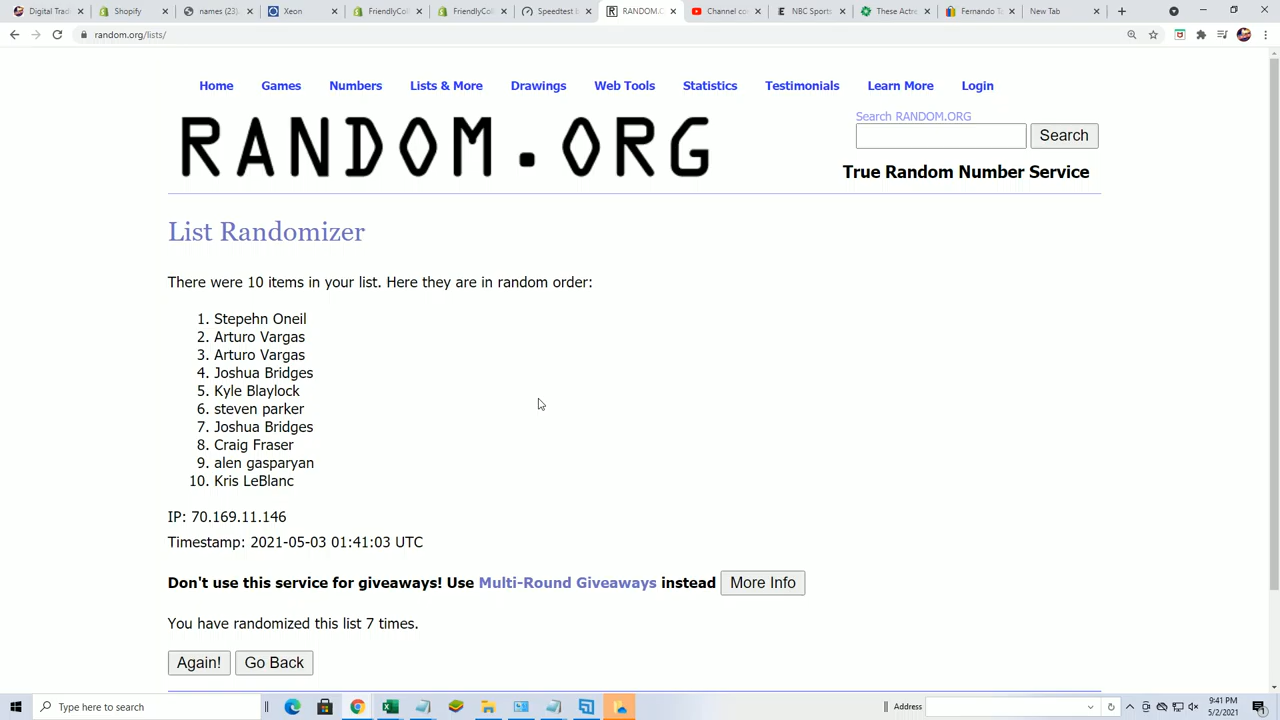 Digital Trad
Shopify
names (23)
Xeon
FriendlyCol
FriendlyCol
Speedtest b
RANDOM.O
Channel co
NBC Sports
These Actre
Fernando Ta
New Tab
random.org/lists/
Home Games Numbers Lists & More Drawings Web Tools Statistics Testimonials Learn More Login
RANDOM.ORG
Search RANDOM.ORG
Search
True Random Number Service
List Randomizer
There were 10 items in your list. Here they are in random order:
1. Stepehn Oneil
2. Arturo Vargas
3. Arturo Vargas
4. Joshua Bridges
5. Kyle Blaylock
6. steven parker
7. Joshua Bridges
8. Craig Fraser
9. alen gasparyan
10. Kris LeBlanc
IP: 70.169.11.146
Timestamp: 2021-05-03 01:41:03 UTC
Don't use this service for giveaways! Use Multi-Round Giveaways instead More Info
You have randomized this list 7 times.
Again! Go Back
Type here to search
Address
9:41 PM
5/2/2021